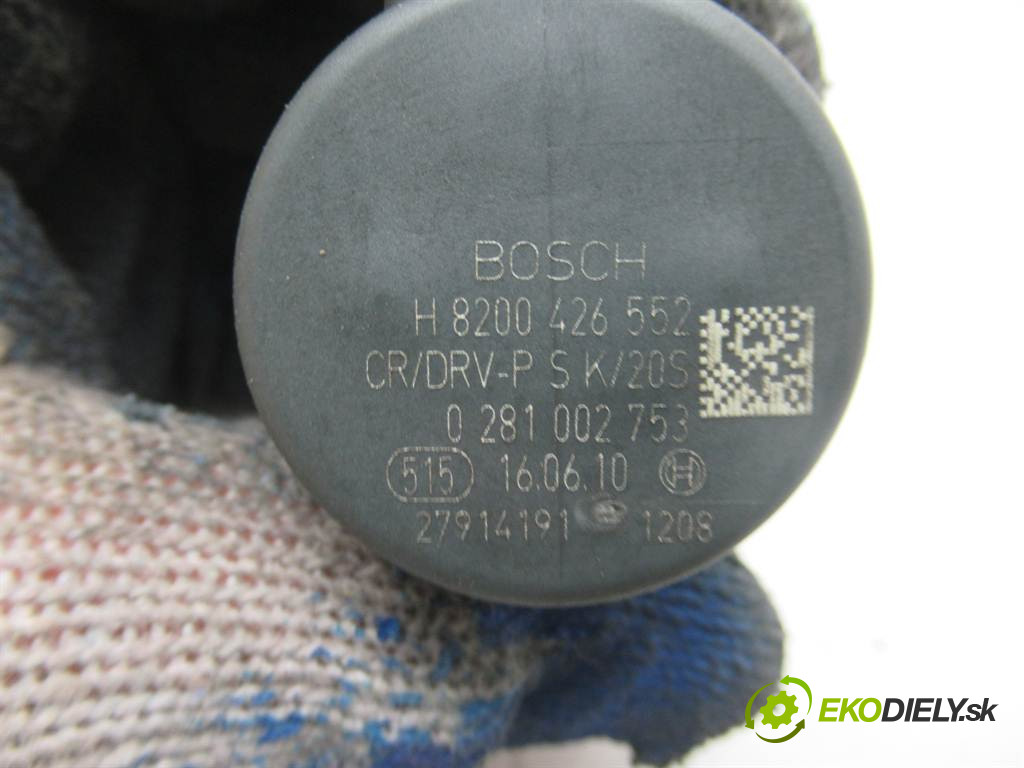 BOSCH
H 8200 426 552
CR/DRV-P S K/20S
0 281 002 753
515 16.06.10 H
27914191 1208
EKODIELY.sk